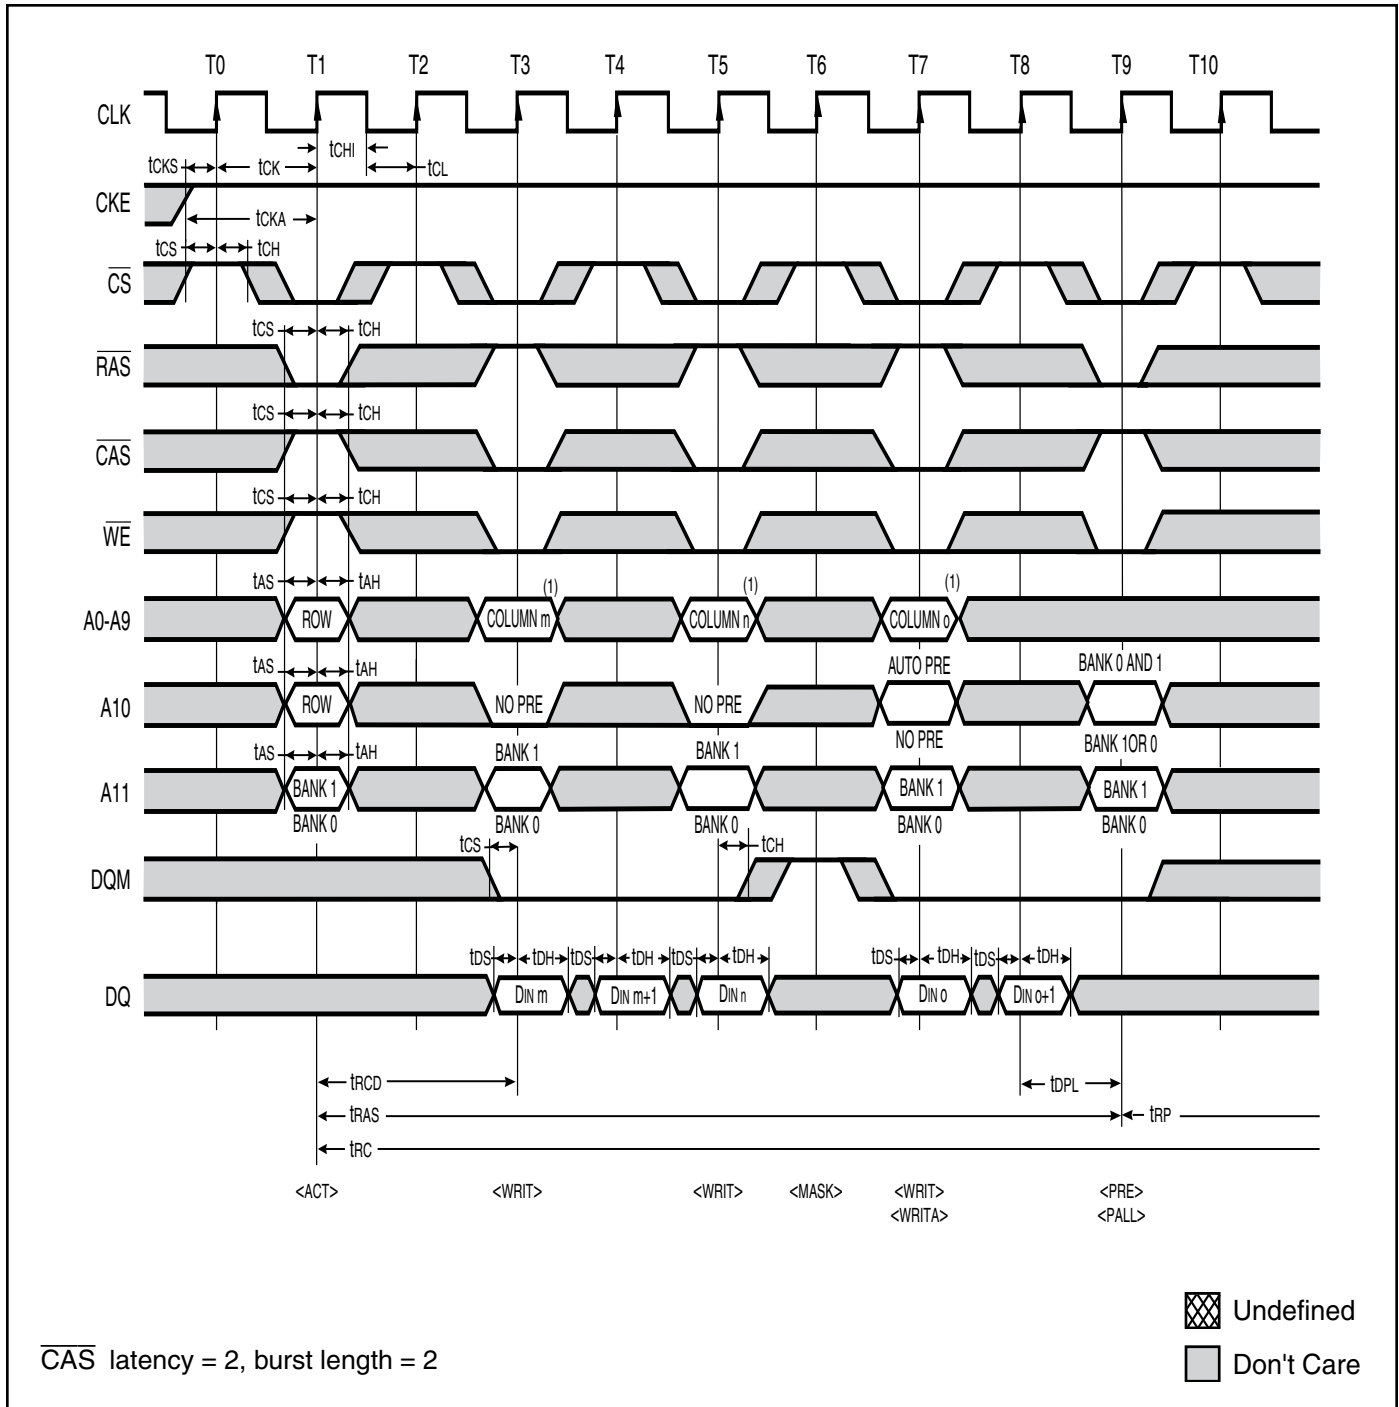 T0 T1 T2 T3 T4 T5 T6 T7 T8 T9 T10
CLK
tCHI
tCKS tCK tCL
CKE
tCKA
tCS tCH
CS
tCS tCH
RAS
tCS tCH
CAS
tCS tCH
WE
tAS tAH (1) (1) (1)
A0-A9 ROW COLUMN m COLUMN n COLUMN o
tAS tAH AUTO PRE BANK 0 AND 1
A10 ROW NO PRE NO PRE
NO PRE BANK 1OR 0
tAS tAH BANK 1 BANK 1
A11 BANK 1 BANK 1 BANK 1
BANK 0 BANK 0 BANK 0 BANK 0 BANK 0
tCS tCH
DQM
tDS tDH tDS tDH tDS tDH tDS tDH tDS tDH
DQ DIN m DIN m+1 DIN n DIN o DIN o+1
tRCD tDPL
tRAS tRP
tRC
<ACT> <WRIT> <WRIT> <MASK> <WRIT> <PRE>
<WRITA> <PALL>
Undefined
CAS latency = 2, burst length = 2
Don't Care